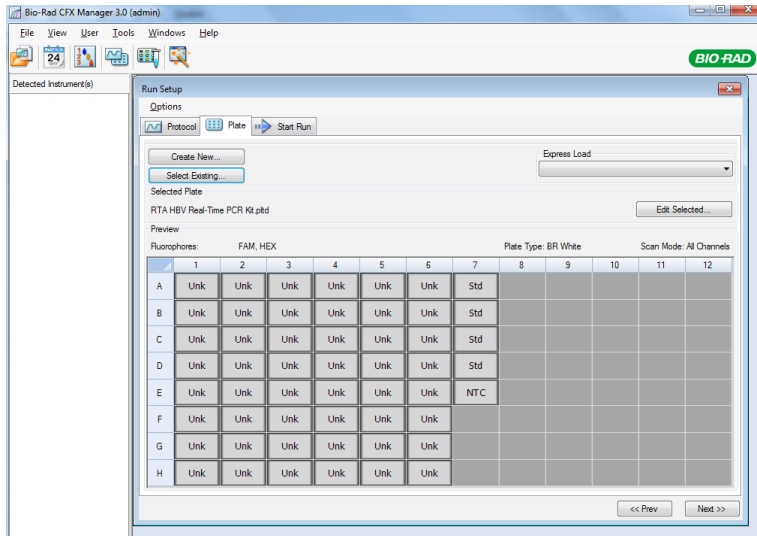 Bio-Rad CFX Manager 3.0 (admin)
File View User Tools Windows Help
24
BIO-RAD
Detected Instrument(s)
Run Setup
Options
Protocol Plate Start Run
Create New...
Express Load
Select Existing...
Selected Plate
RTA HBV Real-Time PCR Kit.pltd
Edit Selected...
Preview
Fluorophores: FAM, HEX Plate Type: BR White Scan Mode: All Channels
1 2 3 4 5 6 7 8 9 10 11 12
A Unk Unk Unk Unk Unk Unk Std
B Unk Unk Unk Unk Unk Unk Std
C Unk Unk Unk Unk Unk Unk Std
D Unk Unk Unk Unk Unk Unk Std
E Unk Unk Unk Unk Unk Unk NTC
F Unk Unk Unk Unk Unk Unk
G Unk Unk Unk Unk Unk Unk
H Unk Unk Unk Unk Unk Unk
<< Prev Next >>